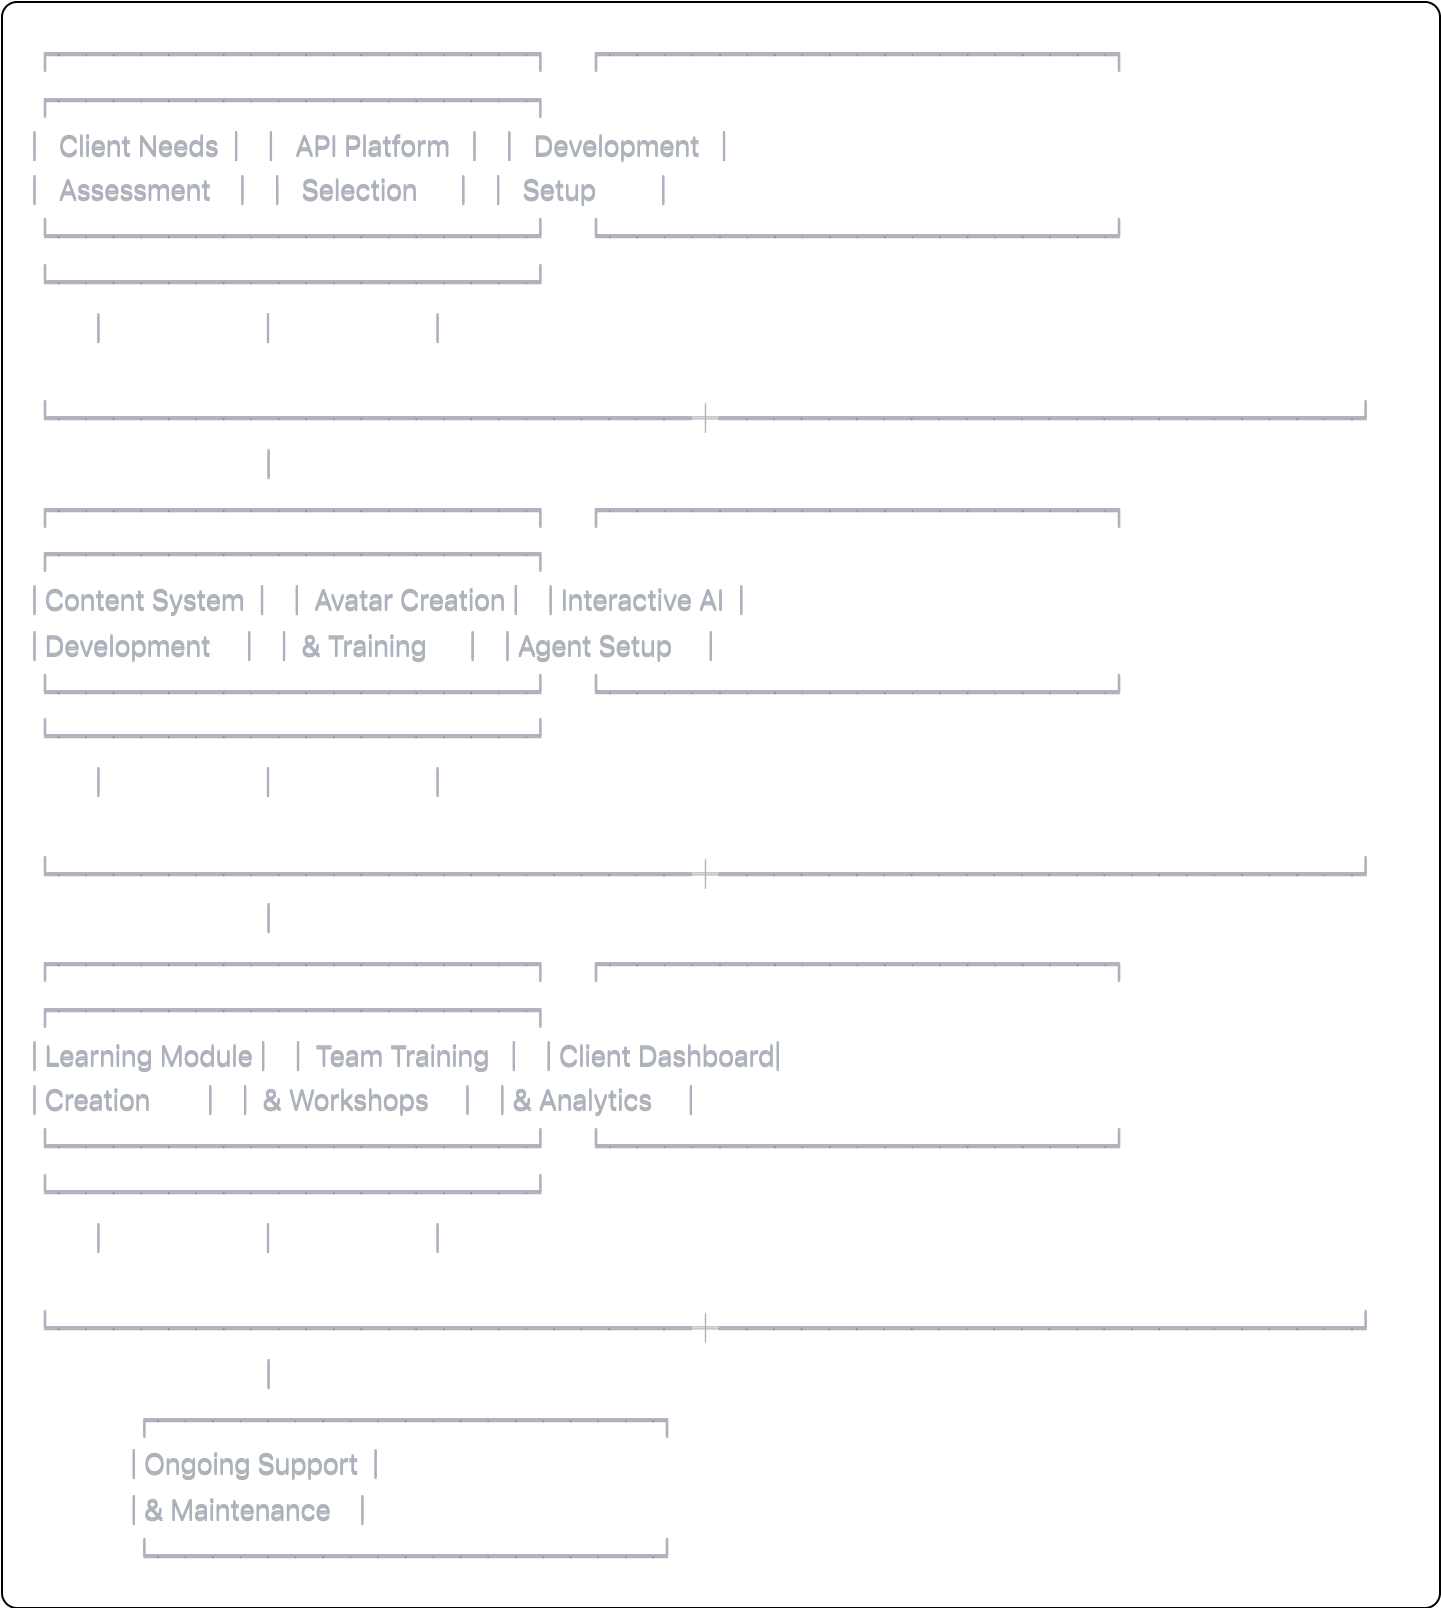 Client Needs | | API Platform | | Development |
| Assessment | | Selection | | Setup |
| Content System | | Avatar Creation | | Interactive AI |
| Development | | & Training | | Agent Setup |
| Learning Module | | Team Training | | Client Dashboard|
| Creation | | & Workshops | | & Analytics |
| Ongoing Support |
| & Maintenance |